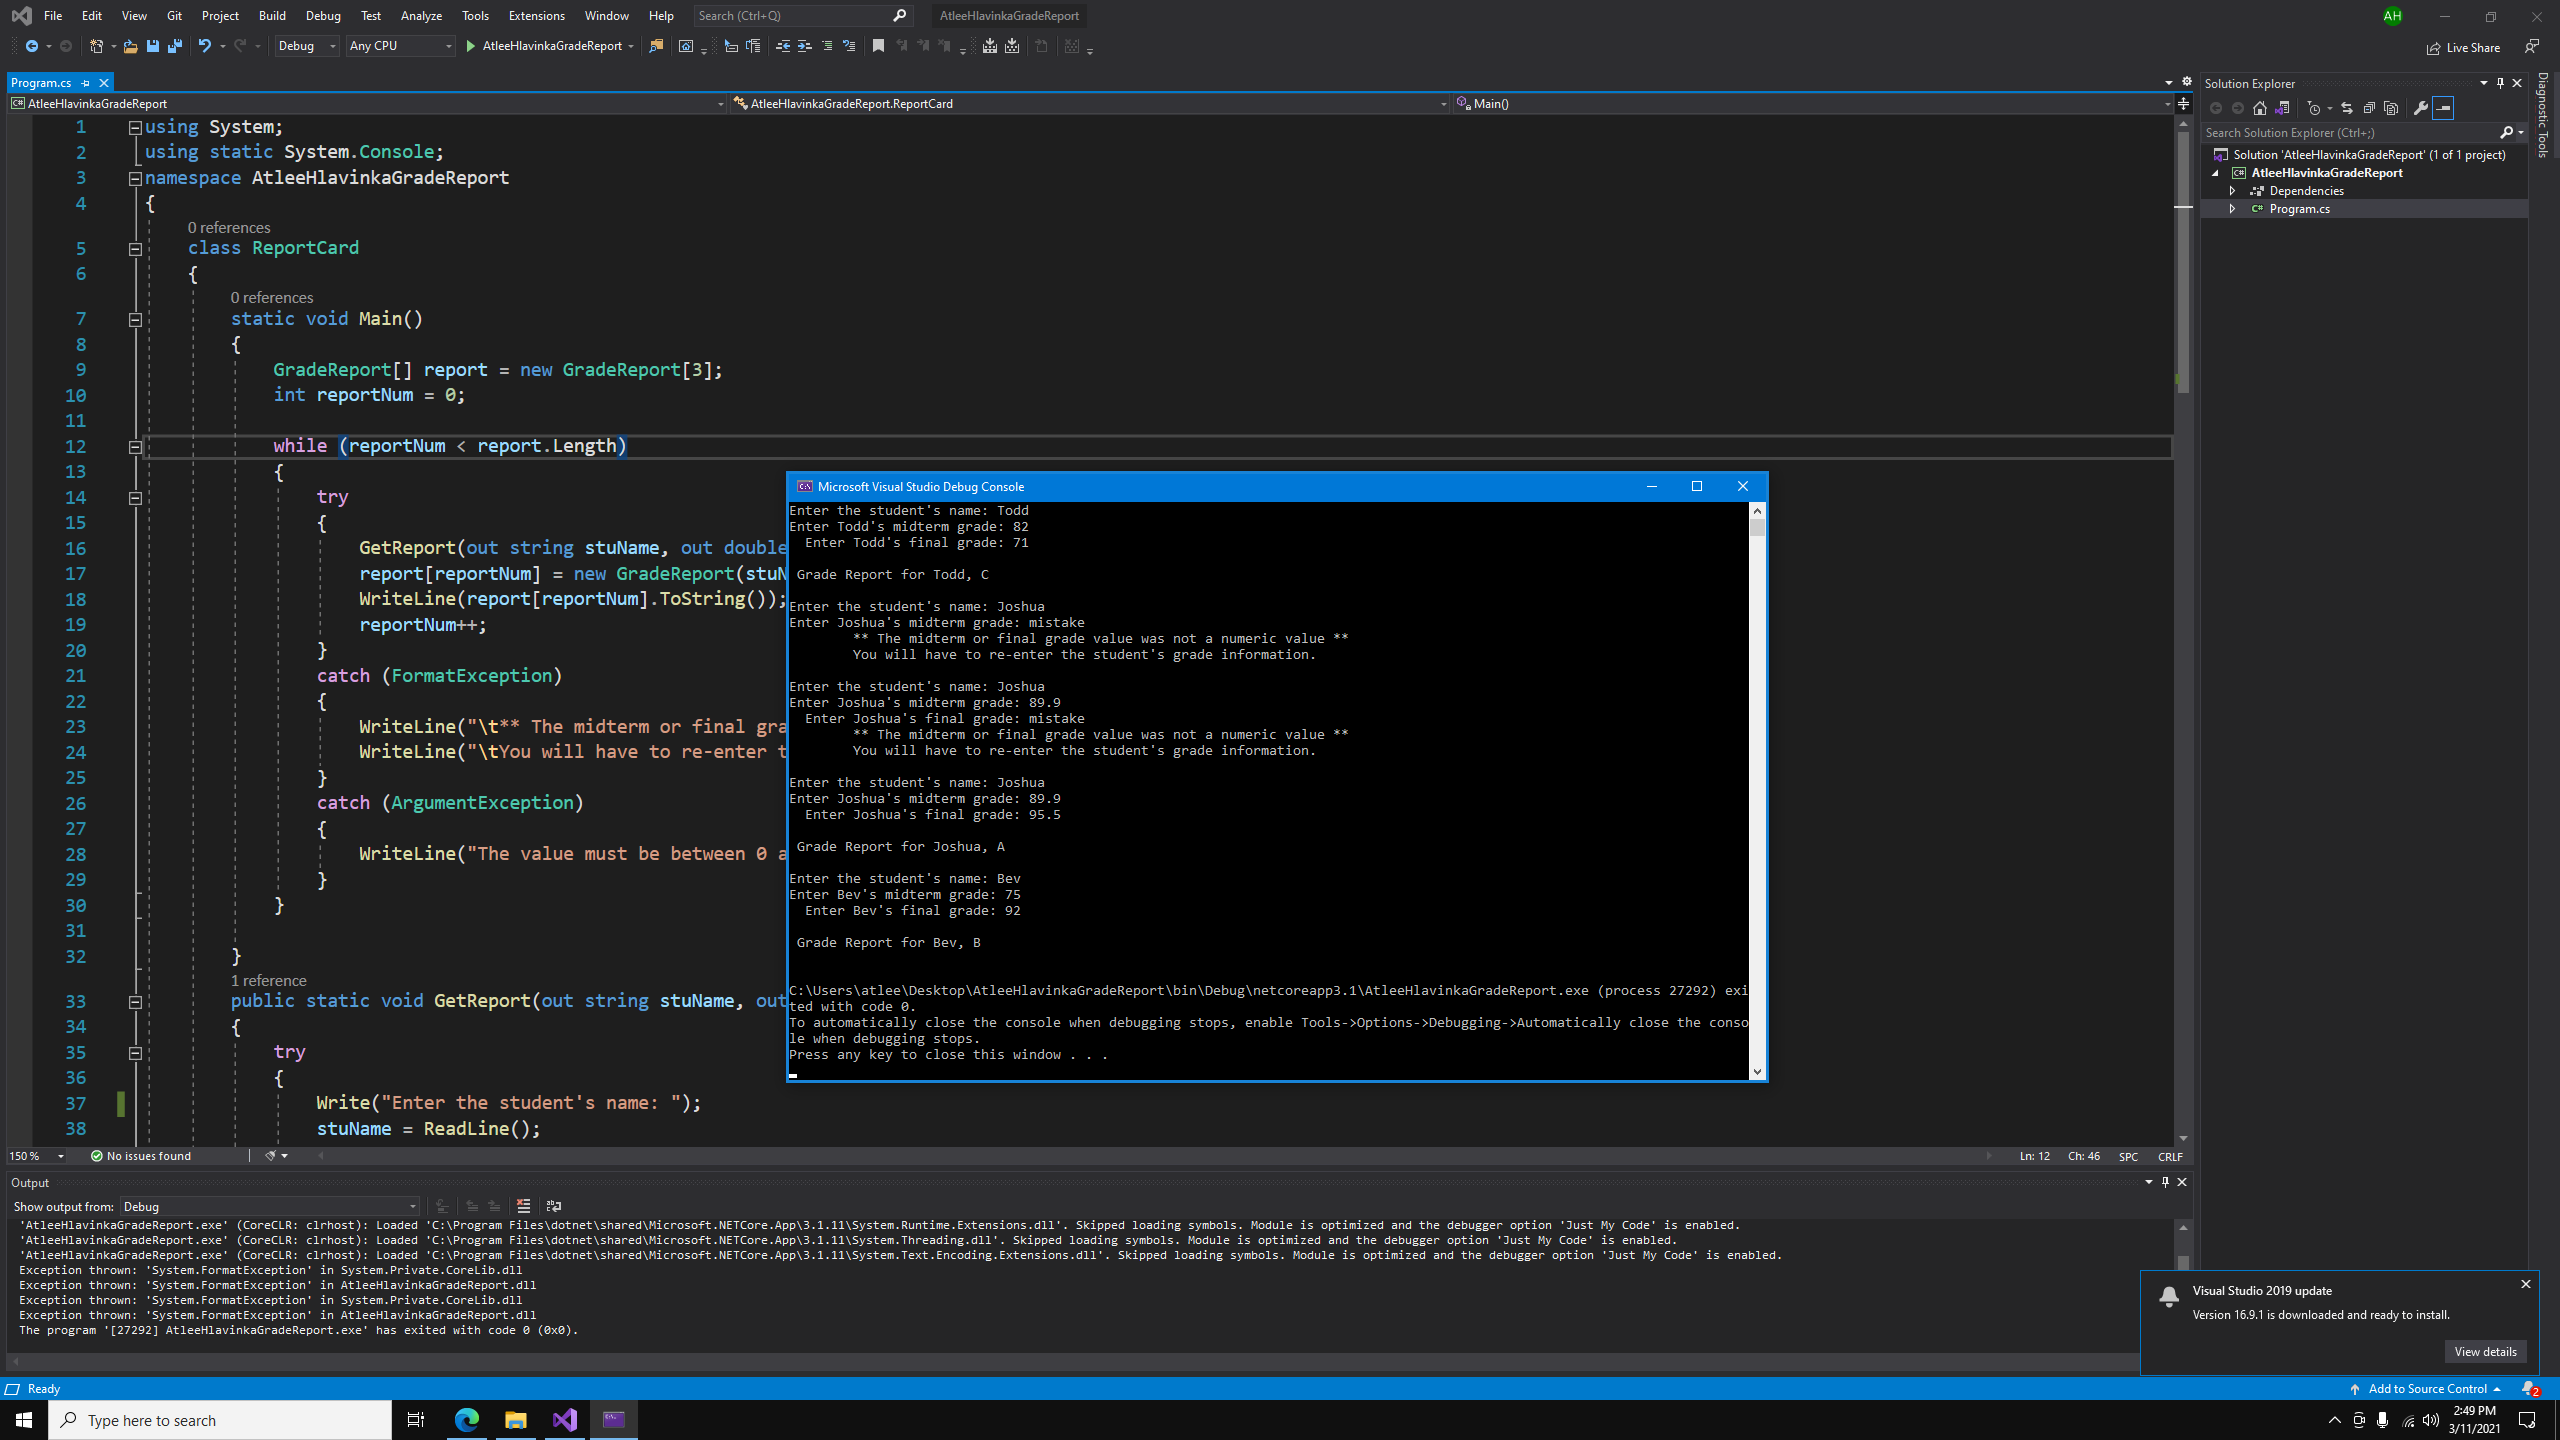 File Edit View Git Project Build Debug Test Analyze Tools Extensions Window Help Search (Ctrl+Q) AtleeHlavinkaGradeReport AH
Debug Any CPU AtleeHlavinkaGradeReport Live Share
Program.cs
AtleeHlavinkaGradeReport AtleeHlavinkaGradeReport.ReportCard Main()
1 using System;
2 using static System.Console;
3 namespace AtleeHlavinkaGradeReport
4 {
0 references
5 class ReportCard
6 {
0 references
7 static void Main()
8 {
9 GradeReport[] report = new GradeReport[3];
10 int reportNum = 0;
11
12 while (reportNum < report.Length)
13 {
14 try
15 {
16 GetReport(out string stuName, out double
17 report[reportNum] = new GradeReport(stuN
18 WriteLine(report[reportNum].ToString());
19 reportNum++;
20 }
21 catch (FormatException)
22 {
23 WriteLine("\t** The midterm or final gra
24 WriteLine("\tYou will have to re-enter t
25 }
26 catch (ArgumentException)
27 {
28 WriteLine("The value must be between 0 a
29 }
30 }
31
32 }
1 reference
33 public static void GetReport(out string stuName, out
34 {
35 try
36 {
37 Write("Enter the student's name: ");
38 stuName = ReadLine();
150 % No issues found Ln: 12 Ch: 46 SPC CRLF
Microsoft Visual Studio Debug Console
Enter the student's name: Todd
Enter Todd's midterm grade: 82
Enter Todd's final grade: 71
Grade Report for Todd, C
Enter the student's name: Joshua
Enter Joshua's midterm grade: mistake
** The midterm or final grade value was not a numeric value **
You will have to re-enter the student's grade information.
Enter the student's name: Joshua
Enter Joshua's midterm grade: 89.9
Enter Joshua's final grade: mistake
** The midterm or final grade value was not a numeric value **
You will have to re-enter the student's grade information.
Enter the student's name: Joshua
Enter Joshua's midterm grade: 89.9
Enter Joshua's final grade: 95.5
Grade Report for Joshua, A
Enter the student's name: Bev
Enter Bev's midterm grade: 75
Enter Bev's final grade: 92
Grade Report for Bev, B
C:\Users\atlee\Desktop\AtleeHlavinkaGradeReport\bin\Debug\netcoreapp3.1\AtleeHlavinkaGradeReport.exe (process 27292) exi
ted with code 0.
To automatically close the console when debugging stops, enable Tools->Options->Debugging->Automatically close the conso
le when debugging stops.
Press any key to close this window . . .
Solution Explorer
Search Solution Explorer (Ctrl+;)
Solution 'AtleeHlavinkaGradeReport' (1 of 1 project)
AtleeHlavinkaGradeReport
Dependencies
C# Program.cs
Diagnostic Tools
Output
Show output from: Debug
'AtleeHlavinkaGradeReport.exe' (CoreCLR: clrhost): Loaded 'C:\Program Files\dotnet\shared\Microsoft.NETCore.App\3.1.11\System.Runtime.Extensions.dll'. Skipped loading symbols. Module is optimized and the debugger option 'Just My Code' is enabled.
'AtleeHlavinkaGradeReport.exe' (CoreCLR: clrhost): Loaded 'C:\Program Files\dotnet\shared\Microsoft.NETCore.App\3.1.11\System.Threading.dll'. Skipped loading symbols. Module is optimized and the debugger option 'Just My Code' is enabled.
'AtleeHlavinkaGradeReport.exe' (CoreCLR: clrhost): Loaded 'C:\Program Files\dotnet\shared\Microsoft.NETCore.App\3.1.11\System.Text.Encoding.Extensions.dll'. Skipped loading symbols. Module is optimized and the debugger option 'Just My Code' is enabled.
Exception thrown: 'System.FormatException' in System.Private.CoreLib.dll
Exception thrown: 'System.FormatException' in AtleeHlavinkaGradeReport.dll
Exception thrown: 'System.FormatException' in System.Private.CoreLib.dll
Exception thrown: 'System.FormatException' in AtleeHlavinkaGradeReport.dll
The program '[27292] AtleeHlavinkaGradeReport.exe' has exited with code 0 (0x0).
Visual Studio 2019 update
Version 16.9.1 is downloaded and ready to install.
View details
Ready Add to Source Control 2
Type here to search 2:49 PM
3/11/2021